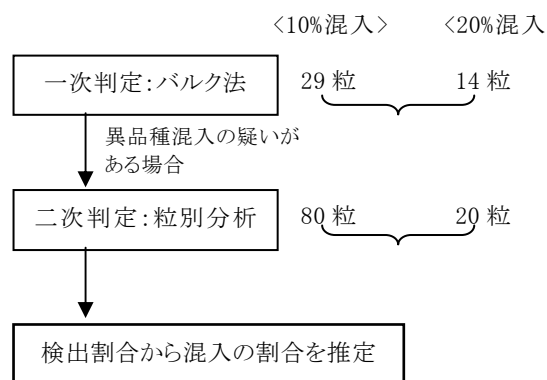 <10%混入> <20%混入
一次判定:バルク法 29 粒 14 粒
異品種混入の疑いが
ある場合
二次判定:粒別分析 80 粒 20 粒
検出割合から混入の割合を推定